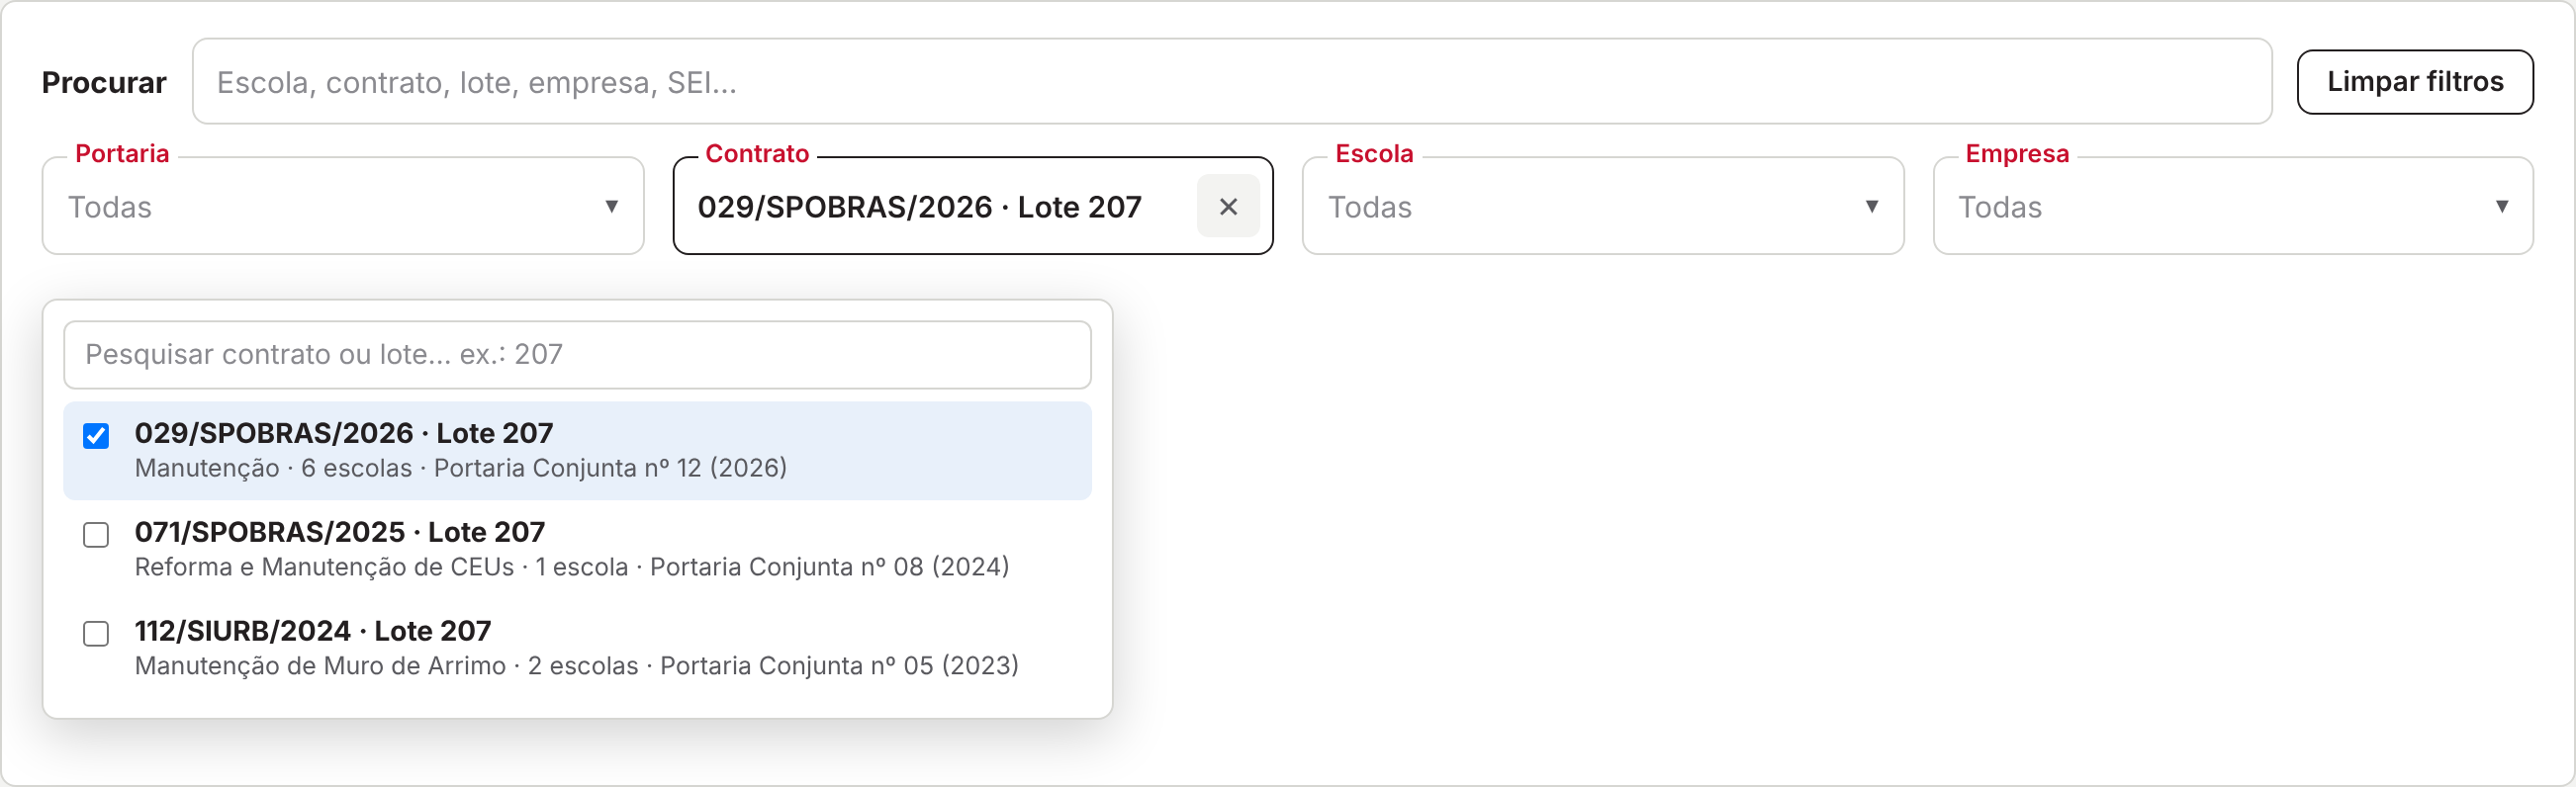 Procurar
Escola, contrato, lote, empresa, SEI...
Limpar filtros
Portaria
Todas
Contrato
029/SPOBRAS/2026 · Lote 207
Escola
Todas
Empresa
Todas
Pesquisar contrato ou lote... ex.: 207
029/SPOBRAS/2026 · Lote 207
Manutenção · 6 escolas · Portaria Conjunta nº 12 (2026)
071/SPOBRAS/2025 · Lote 207
Reforma e Manutenção de CEUs · 1 escola · Portaria Conjunta nº 08 (2024)
112/SIURB/2024 · Lote 207
Manutenção de Muro de Arrimo · 2 escolas · Portaria Conjunta nº 05 (2023)